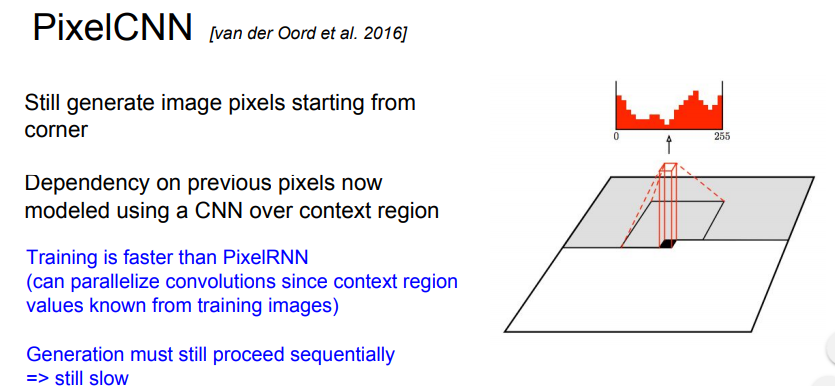 PixelCNN [van der Oord et al. 2016]
Still generate image pixels starting from
corner
Dependency on previous pixels now
modeled using a CNN over context region
Training is faster than PixelRNN
(can parallelize convolutions since context region
values known from training images)
Generation must still proceed sequentially
=> still slow
0 255